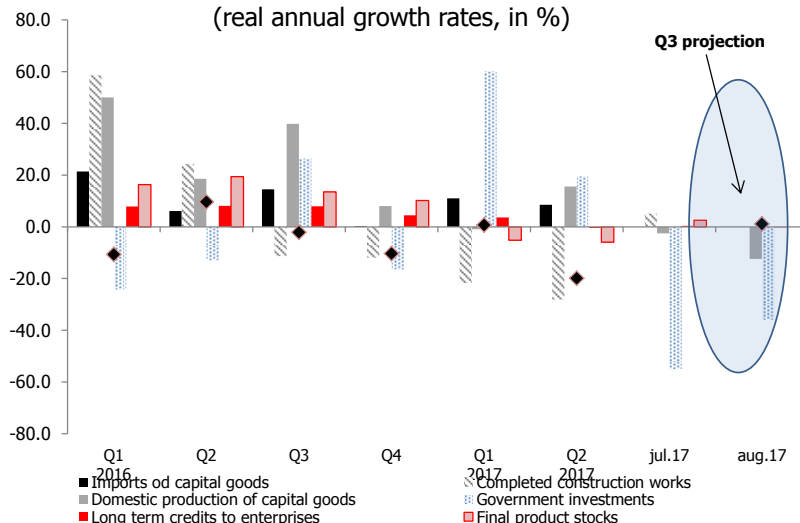 (real annual growth rates, in %)
Q3 projection
80.0
60.0
40.0
20.0
0.0
-20.0
-40.0
-60.0
-80.0
Q1 Q2 Q3 Q4 Q1 Q2 jul.17 aug.17
2016 2017 2017
Imports od capital goods Completed construction works
Domestic production of capital goods Government investments
Long term credits to enterprises Final product stocks